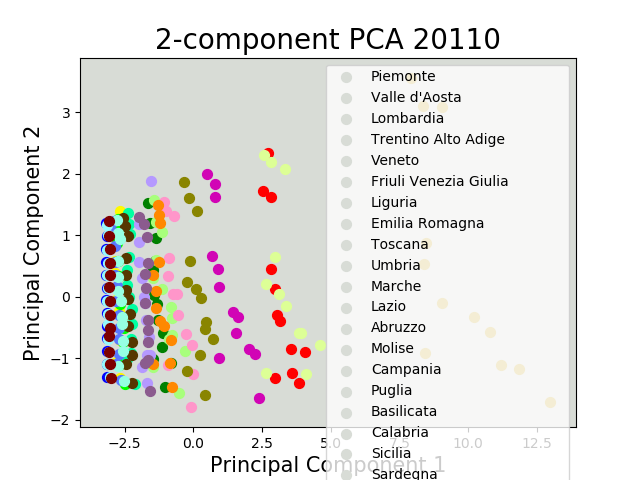 2-component PCA 20110
Principal Component 2
3
2
1
0
−1
−2
−2.5
0.0
2.5
5.0
7.5
10.0
12.5
Principal Component 1
Piemonte
Valle d'Aosta
Lombardia
Trentino Alto Adige
Veneto
Friuli Venezia Giulia
Liguria
Emilia Romagna
Toscana
Umbria
Marche
Lazio
Abruzzo
Molise
Campania
Puglia
Basilicata
Calabria
Sicilia
Sardegna